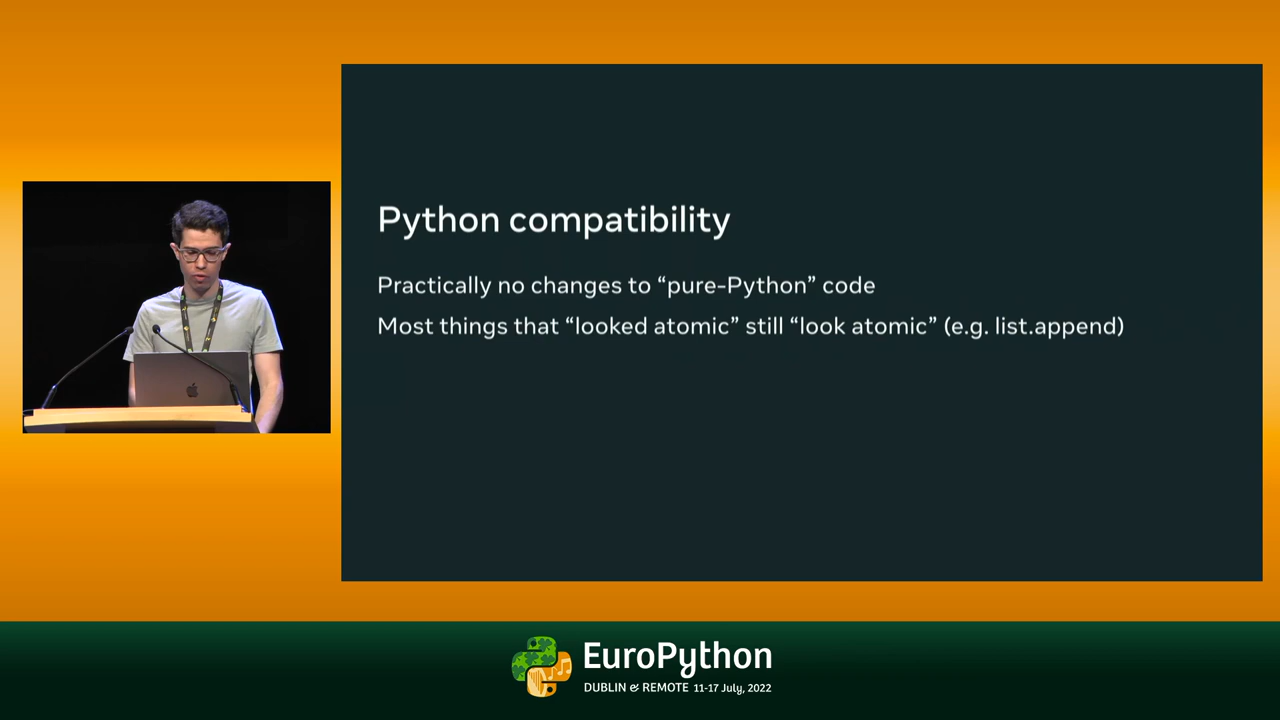 Python compatibility
Practically no changes to “pure-Python” code
Most things that “looked atomic” still “look atomic” (e.g. list.append)
EuroPython
DUBLIN & REMOTE 11-17 July, 2022